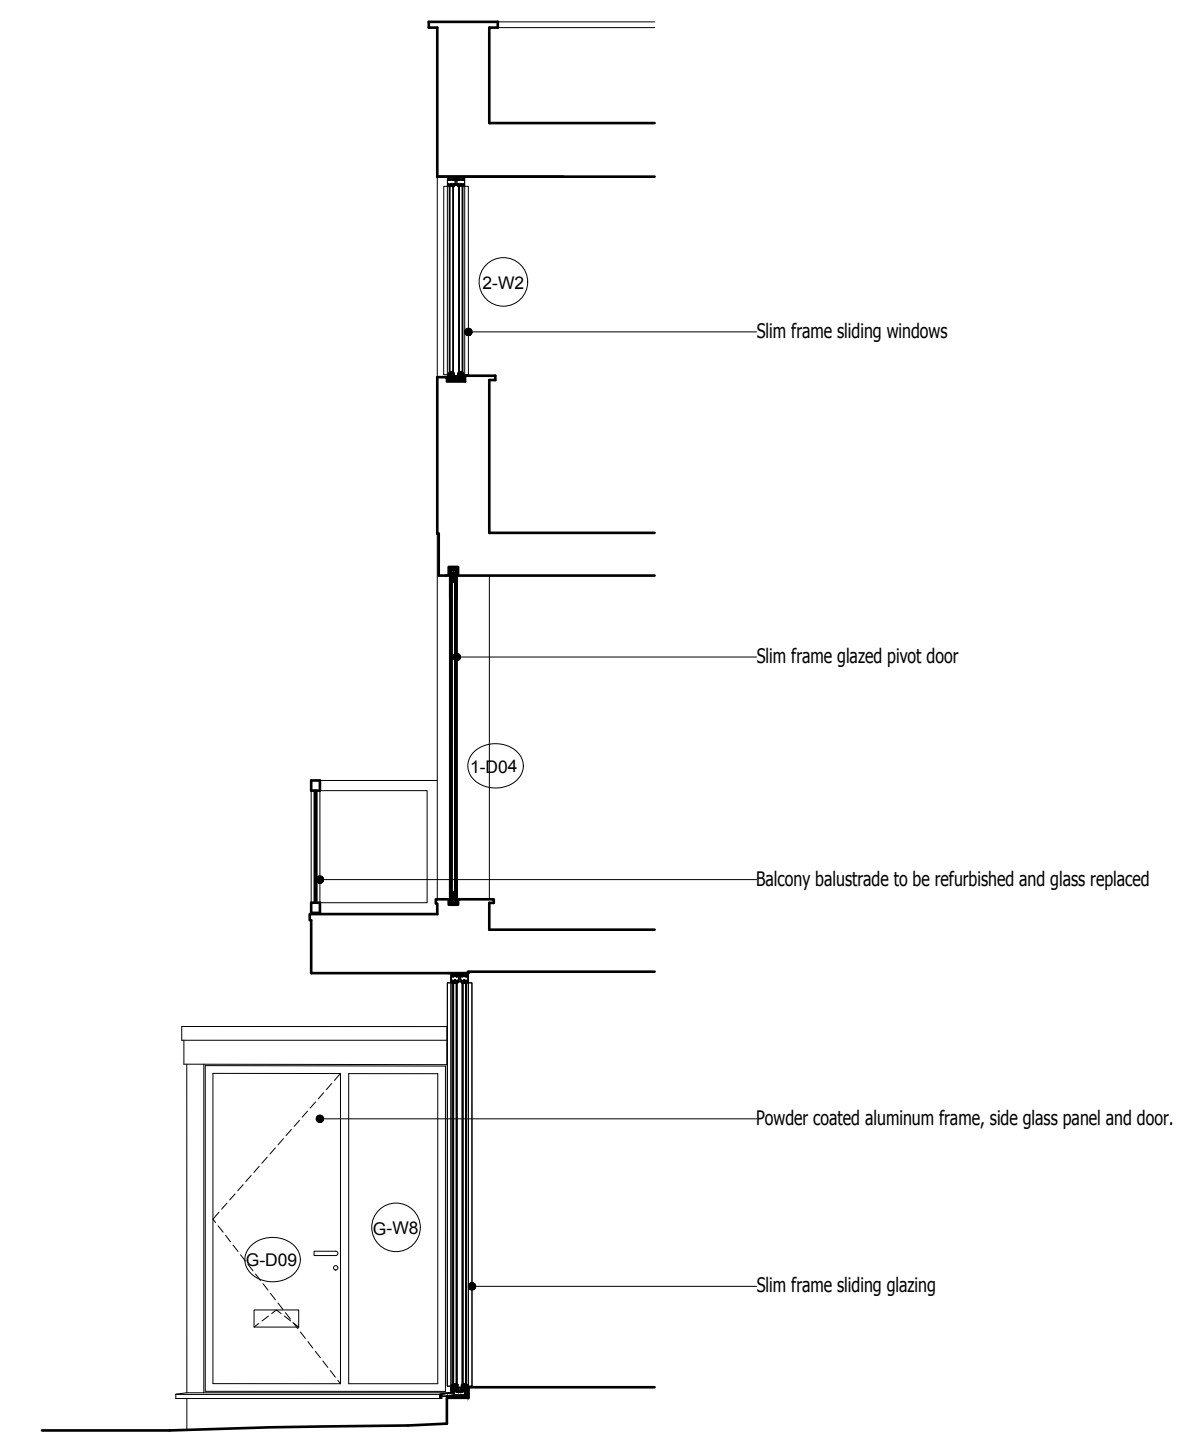 2-W2
Slim frame sliding windows
Slim frame glazed pivot door
1-D04
Balcony balustrade to be refurbished and glass replaced
Powder coated aluminum frame, side glass panel and door.
G-W8
G-D09
Slim frame sliding glazing